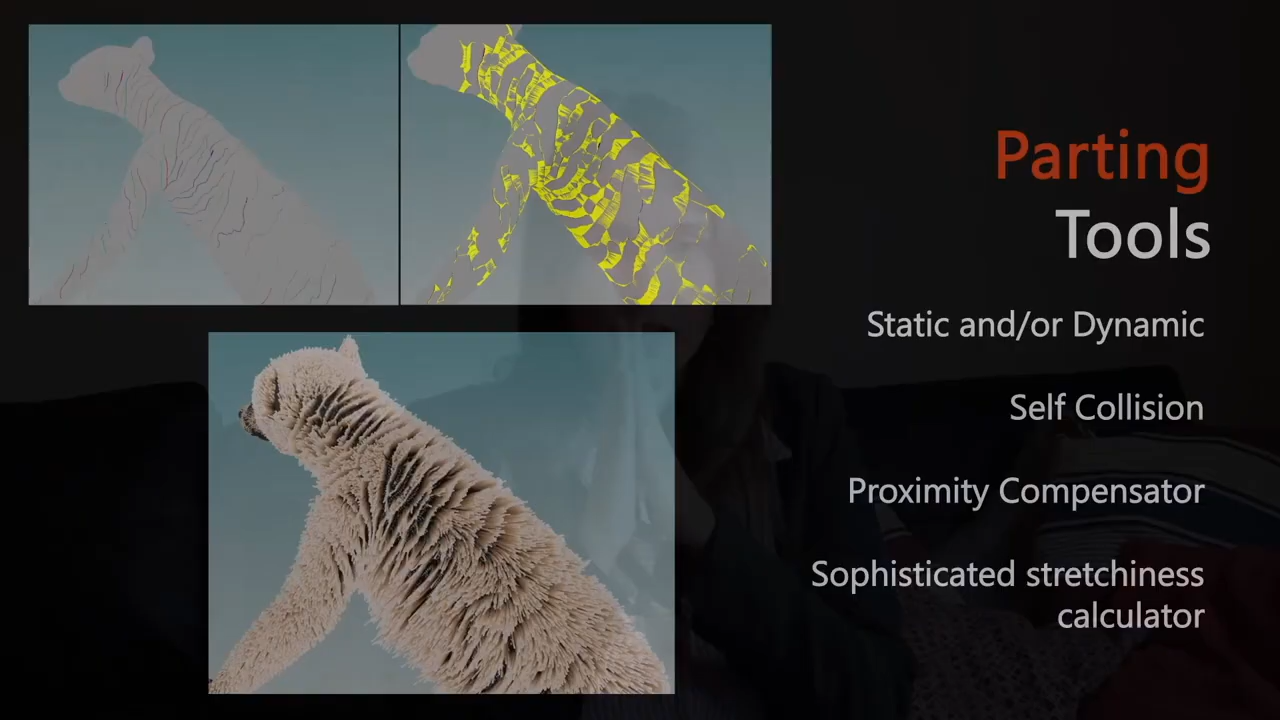 Parting
Tools
Static and/or Dynamic
Self Collision
Proximity Compensator
Sophisticated stretchiness
calculator